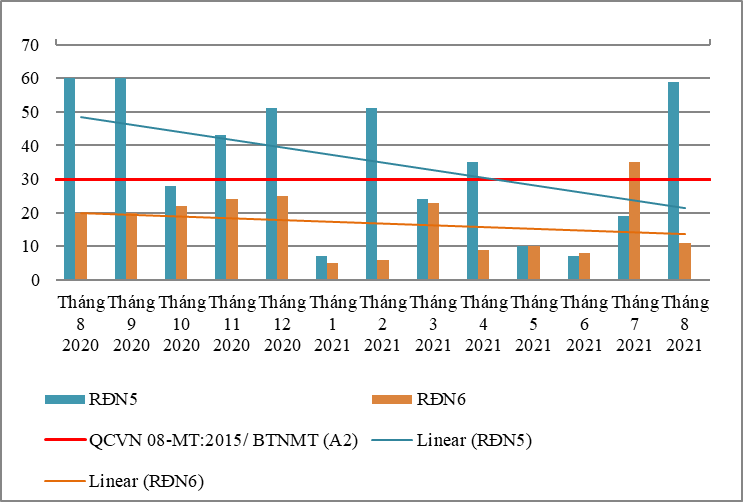 70
60
50
40
30
20
10
0
Tháng Tháng Tháng Tháng Tháng Tháng Tháng Tháng Tháng Tháng Tháng Tháng Tháng
8 9 10 11 12 1 2 3 4 5 6 7 8
2020 2020 2020 2020 2020 2021 2021 2021 2021 2021 2021 2021 2021
RĐN5 RĐN6
QCVN 08-MT:2015/ BTNMT (A2) Linear (RĐN5)
Linear (RĐN6)